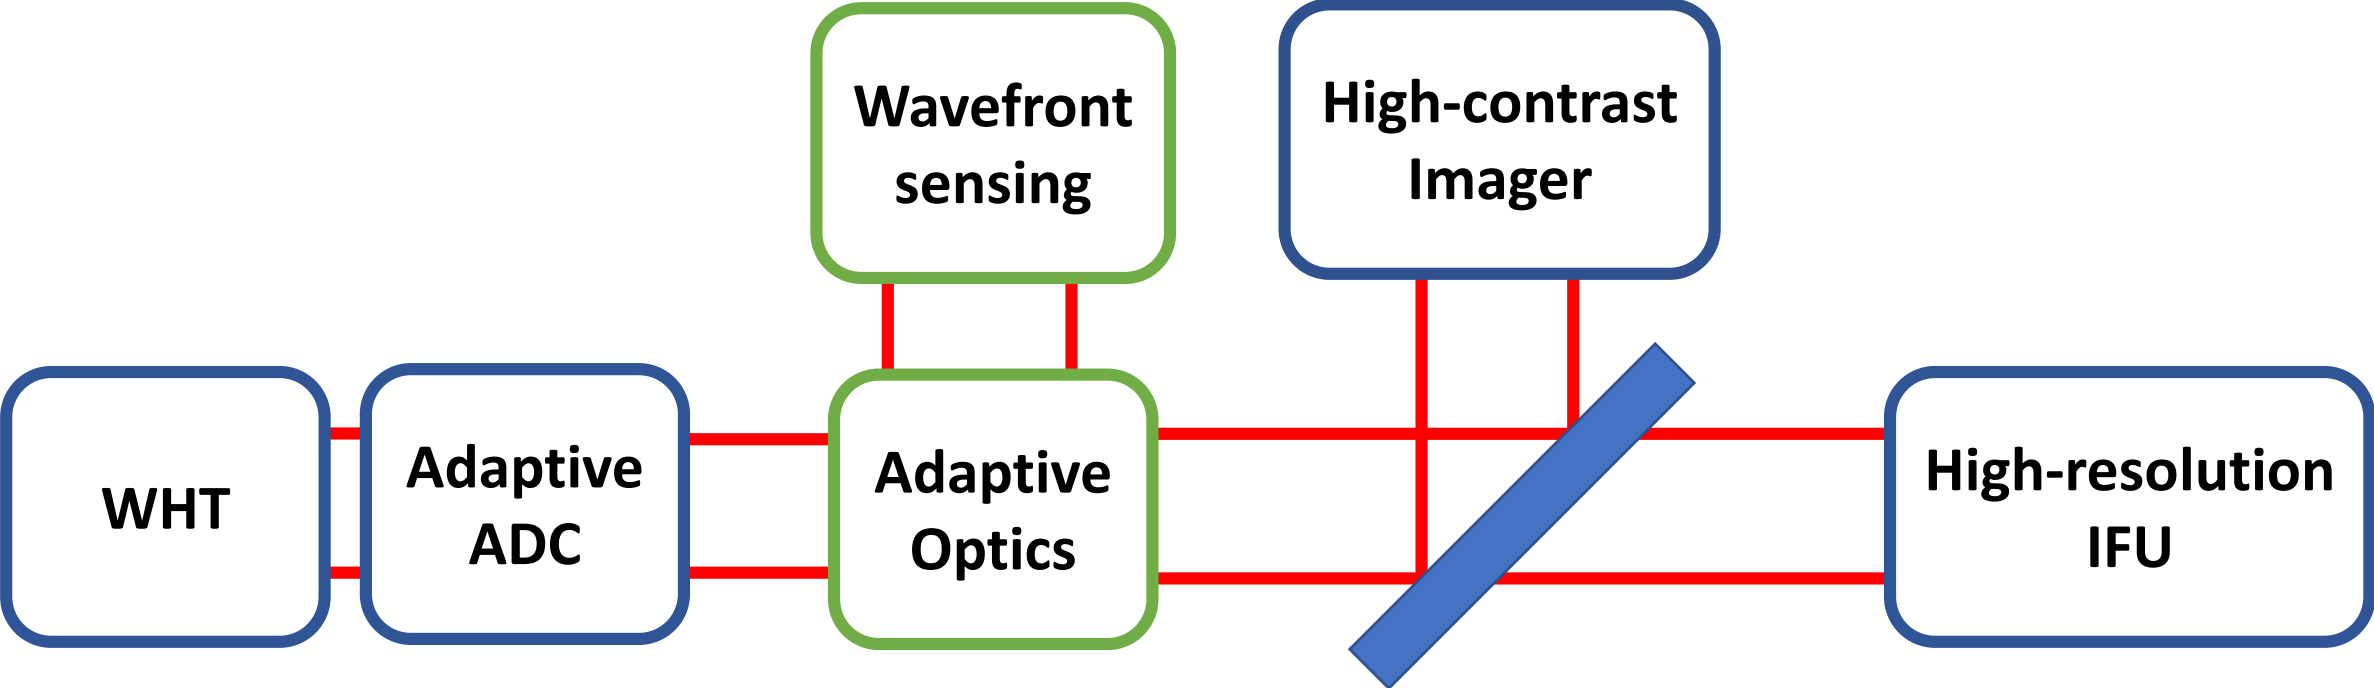 Wavefront
sensing
High-contrast
Imager
WHT
Adaptive
ADC
Adaptive
Optics
High-resolution
IFU